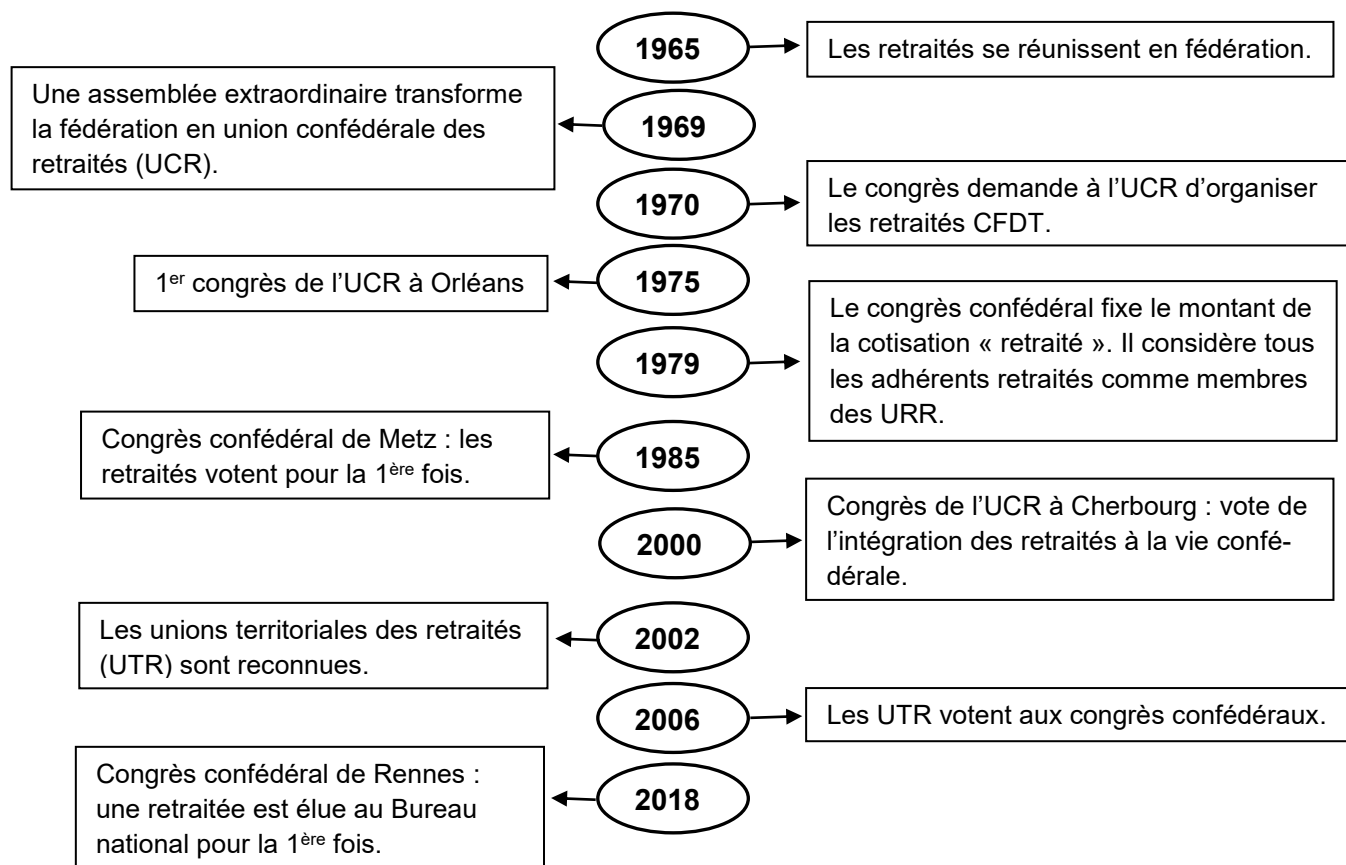 1965
Les retraités se réunissent en fédération.
Une assemblée extraordinaire transforme
la fédération en union confédérale des
retraités (UCR).
1969
1970
Le congrès demande à l’UCR d’organiser
les retraités CFDT.
1er congrès de l’UCR à Orléans
1975
1979
Le congrès confédéral fixe le montant de
la cotisation « retraité ». Il considère tous
les adhérents retraités comme membres
des URR.
Congrès confédéral de Metz : les
retraités votent pour la 1ère fois.
1985
2000
Congrès de l’UCR à Cherbourg : vote de
l’intégration des retraités à la vie confé-
dérale.
Les unions territoriales des retraités
(UTR) sont reconnues.
2002
2006
Les UTR votent aux congrès confédéraux.
Congrès confédéral de Rennes :
une retraitée est élue au Bureau
national pour la 1ère fois.
2018